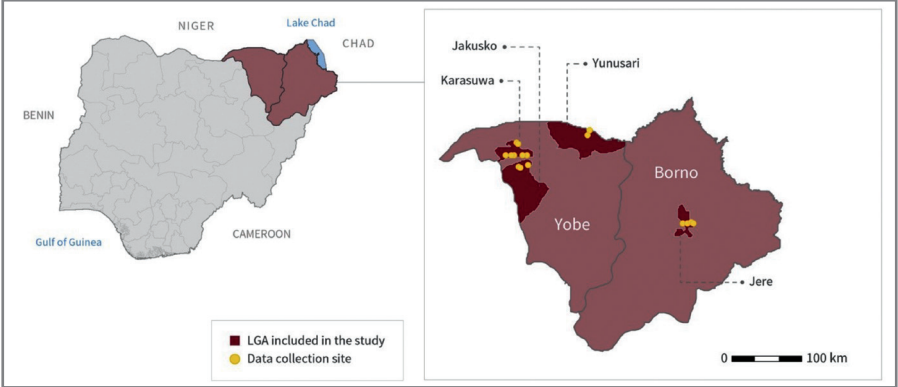 NIGER
Lake Chad
CHAD
BENIN
CAMEROON
Gulf of Guinea
LGA included in the study
Data collection site
Jakusko
Yunusari
Karasuwa
Borno
Yobe
Jere
0 100 km